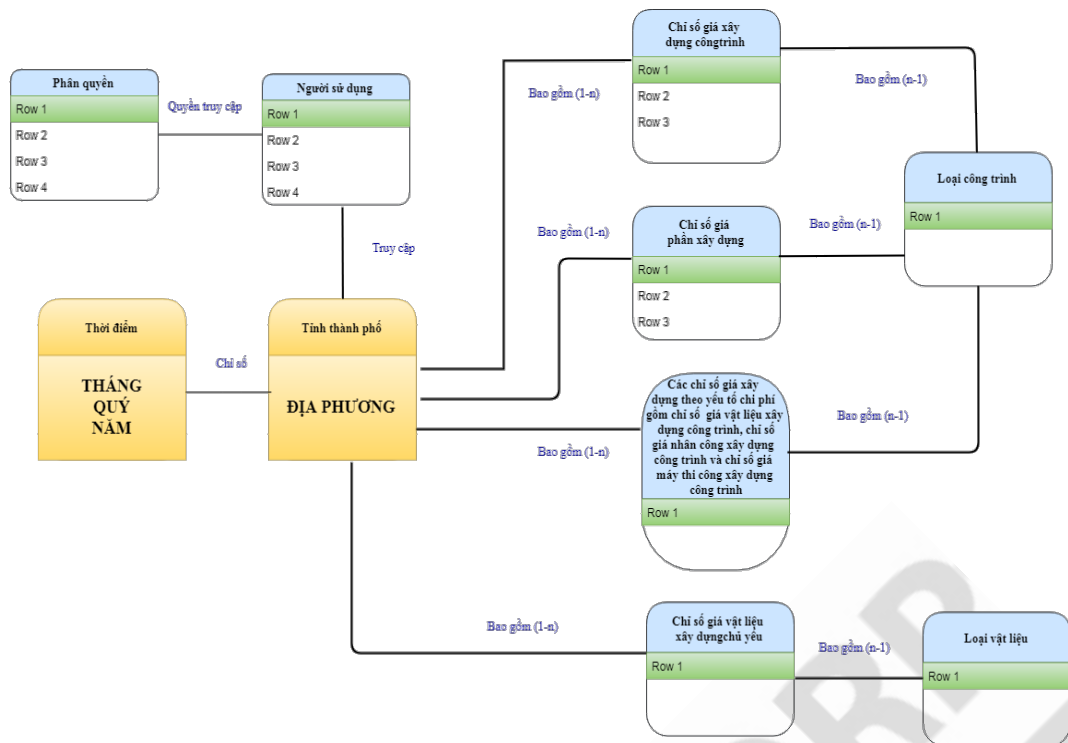 Phân quyền
Row 1
Row 2
Row 3
Row 4
Quyền truy cập
Người sử dụng
Row 1
Row 2
Row 3
Row 4
Truy cập
Thời điểm
THÁNG
QUÝ
NĂM
Chỉ số
Tỉnh thành phố
ĐỊA PHƯƠNG
Bao gồm (1-n)
Chỉ số giá xây
dựng côngtrình
Row 1
Row 2
Row 3
Bao gồm (n-1)
Bao gồm (1-n)
Chỉ số giá
phần xây dựng
Row 1
Row 2
Row 3
Bao gồm (n-1)
Loại công trình
Row 1
Bao gồm (1-n)
Các chỉ số giá xây
dựng theo yếu tố chi phí
gồm chỉ số giá vật liệu xây
dựng công trình, chỉ số
giá nhân công xây dựng
công trình và chỉ số giá
máy thi công xây dựng
công trình
Row 1
Bao gồm (n-1)
Bao gồm (1-n)
Chỉ số giá vật liệu
xây dựngchủ yếu
Row 1
Bao gồm (n-1)
Loại vật liệu
Row 1